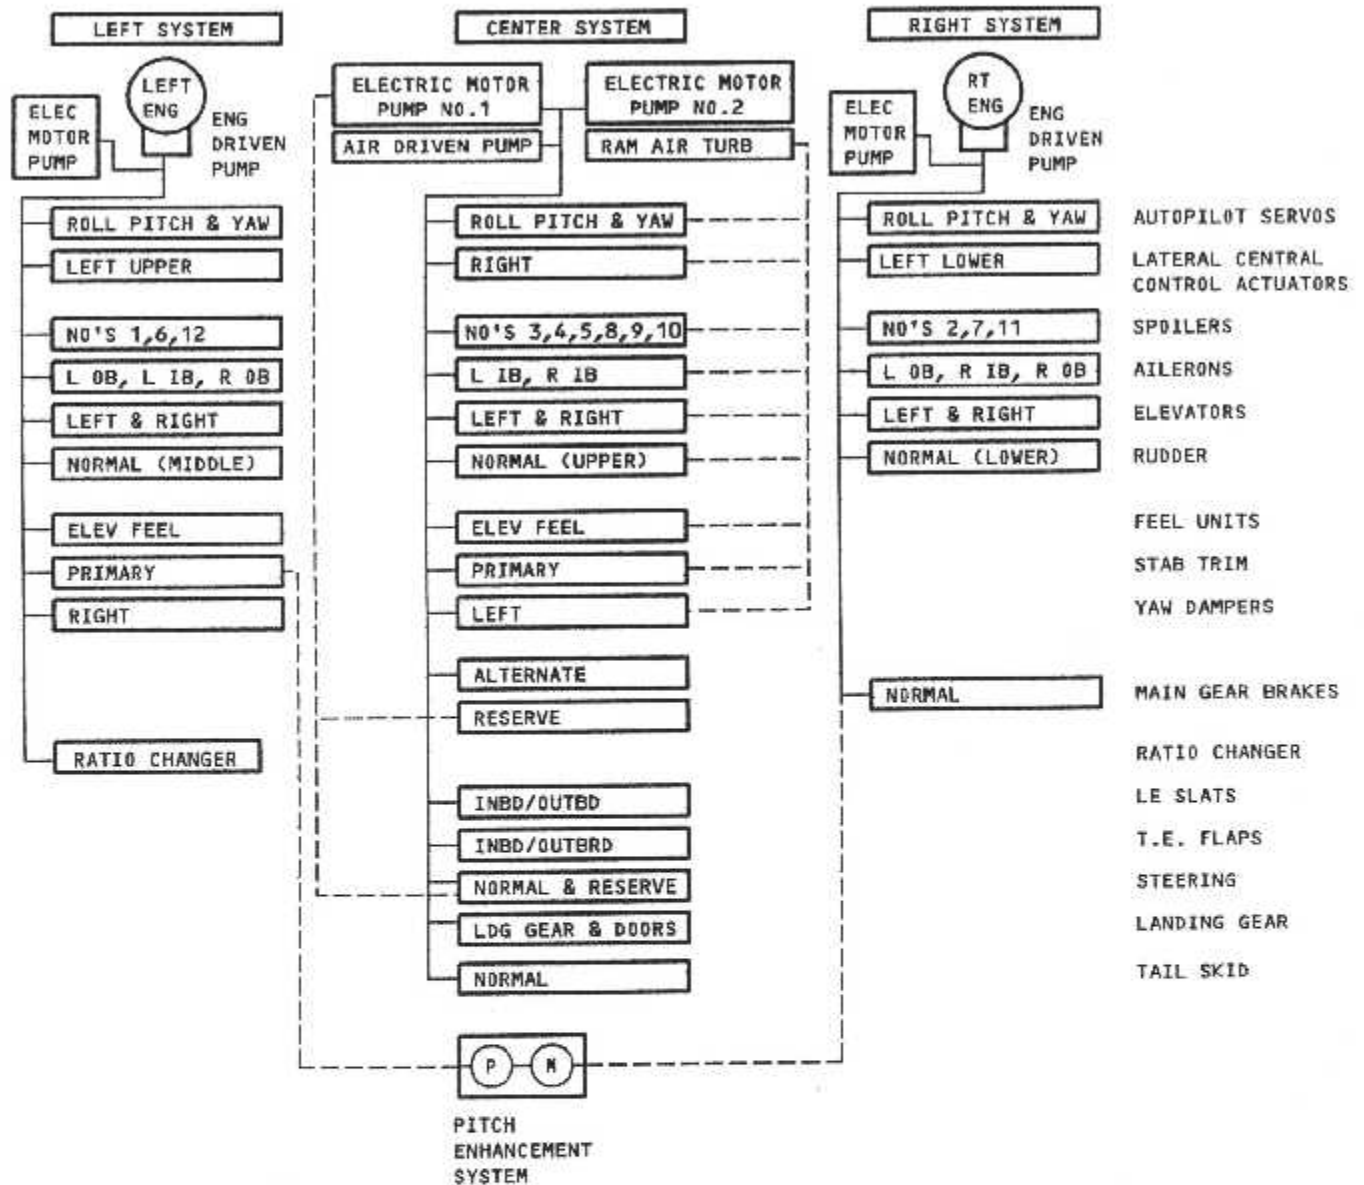 LEFT SYSTEM
CENTER SYSTEM
RIGHT SYSTEM
ELEC
MOTOR
PUMP
LEFT
ENG
ENG
DRIVEN
PUMP
ELECTRIC MOTOR
PUMP NO.1
ELECTRIC MOTOR
PUMP NO.2
AIR DRIVEN PUMP
RAM AIR TURB
ELEC
MOTOR
PUMP
RT
ENG
ENG
DRIVEN
PUMP
ROLL PITCH & YAW
ROLL PITCH & YAW
ROLL PITCH & YAW
AUTOPILOT SERVOS
LEFT UPPER
RIGHT
LEFT LOWER
LATERAL CENTRAL
CONTROL ACTUATORS
NO'S 1,6,12
NO'S 3,4,5,8,9,10
NO'S 2,7,11
SPOILERS
L OB, L IB, R OB
L IB, R IB
L OB, R IB, R OB
AILERONS
LEFT & RIGHT
LEFT & RIGHT
LEFT & RIGHT
ELEVATORS
NORMAL (MIDDLE)
NORMAL (UPPER)
NORMAL (LOWER)
RUDDER
ELEV FEEL
ELEV FEEL
FEEL UNITS
PRIMARY
PRIMARY
STAB TRIM
RIGHT
LEFT
YAW DAMPERS
ALTERNATE
NORMAL
MAIN GEAR BRAKES
RESERVE
RATIO CHANGER
RATIO CHANGER
INBD/OUTBD
LE SLATS
INBD/OUTBRD
T.E. FLAPS
NORMAL & RESERVE
STEERING
LDG GEAR & DOORS
LANDING GEAR
NORMAL
TAIL SKID
P
M
PITCH
ENHANCEMENT
SYSTEM